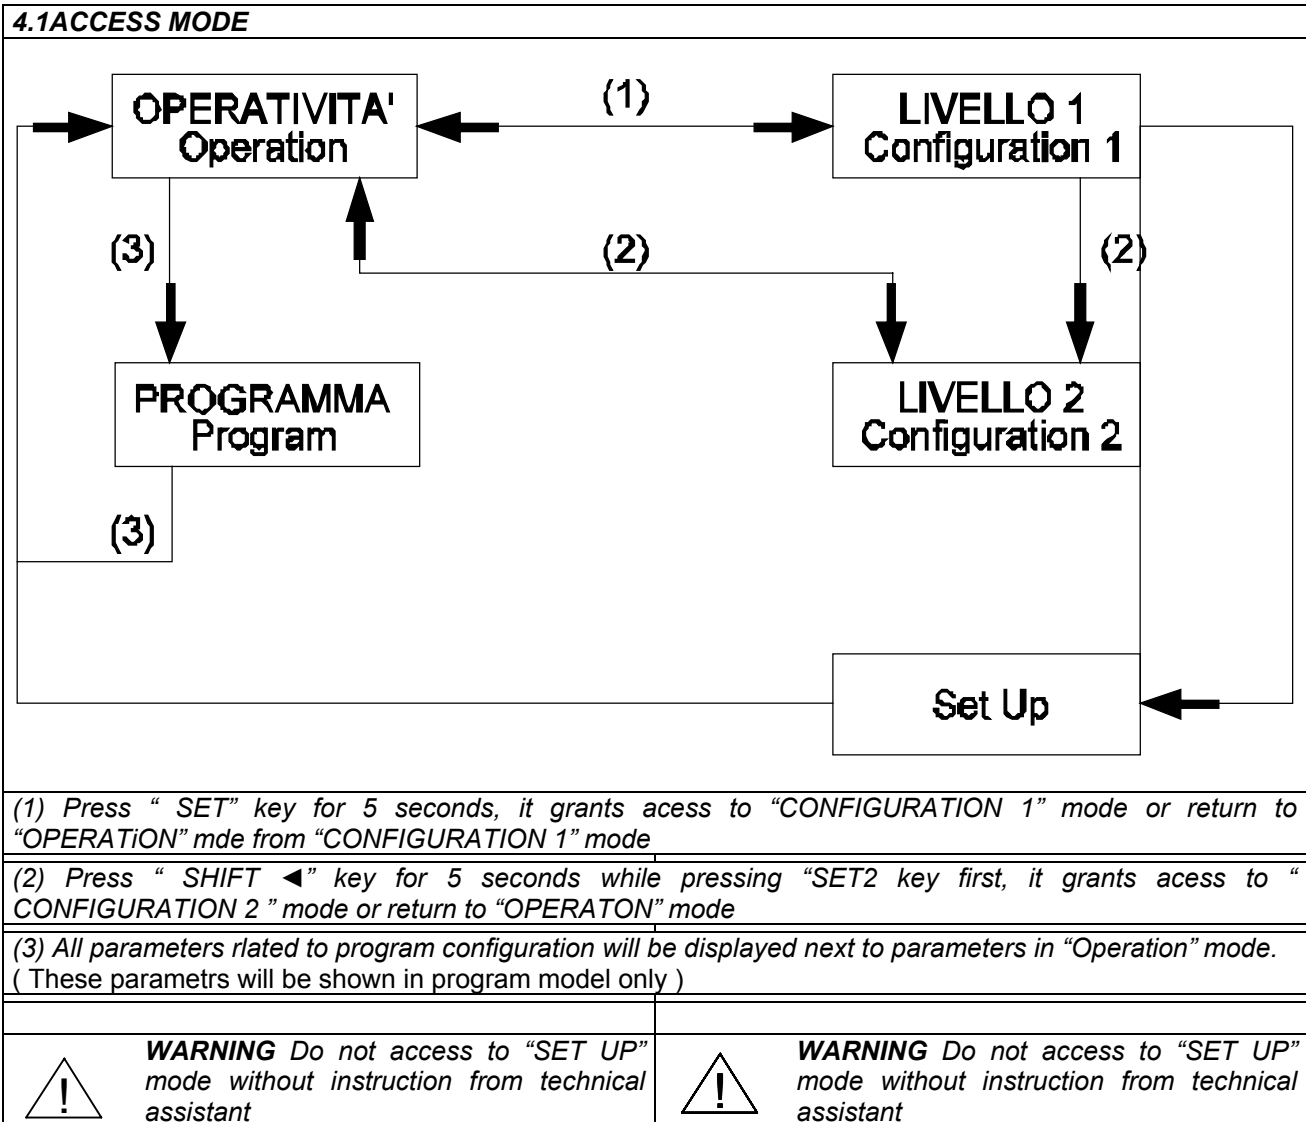 4.1ACCESS MODE
OPERATIVITA'
Operation
(1)
LIVELLO 1
Configuration 1
(3)
(2)
(2)
PROGRAMMA
Program
LIVELLO 2
Configuration 2
(3)
Set Up
(1) Press “ SET” key for 5 seconds, it grants acess to “CONFIGURATION 1” mode or return to
“OPERATiON” mde from “CONFIGURATION 1” mode
(2) Press “ SHIFT ◄” key for 5 seconds while pressing “SET2 key first, it grants acess to “
CONFIGURATION 2 ” mode or return to “OPERATON” mode
(3) All parameters rlated to program configuration will be displayed next to parameters in “Operation” mode.
( These parametrs will be shown in program model only )
WARNING Do not access to “SET UP”
mode without instruction from technical
assistant
WARNING Do not access to “SET UP”
mode without instruction from technical
assistant